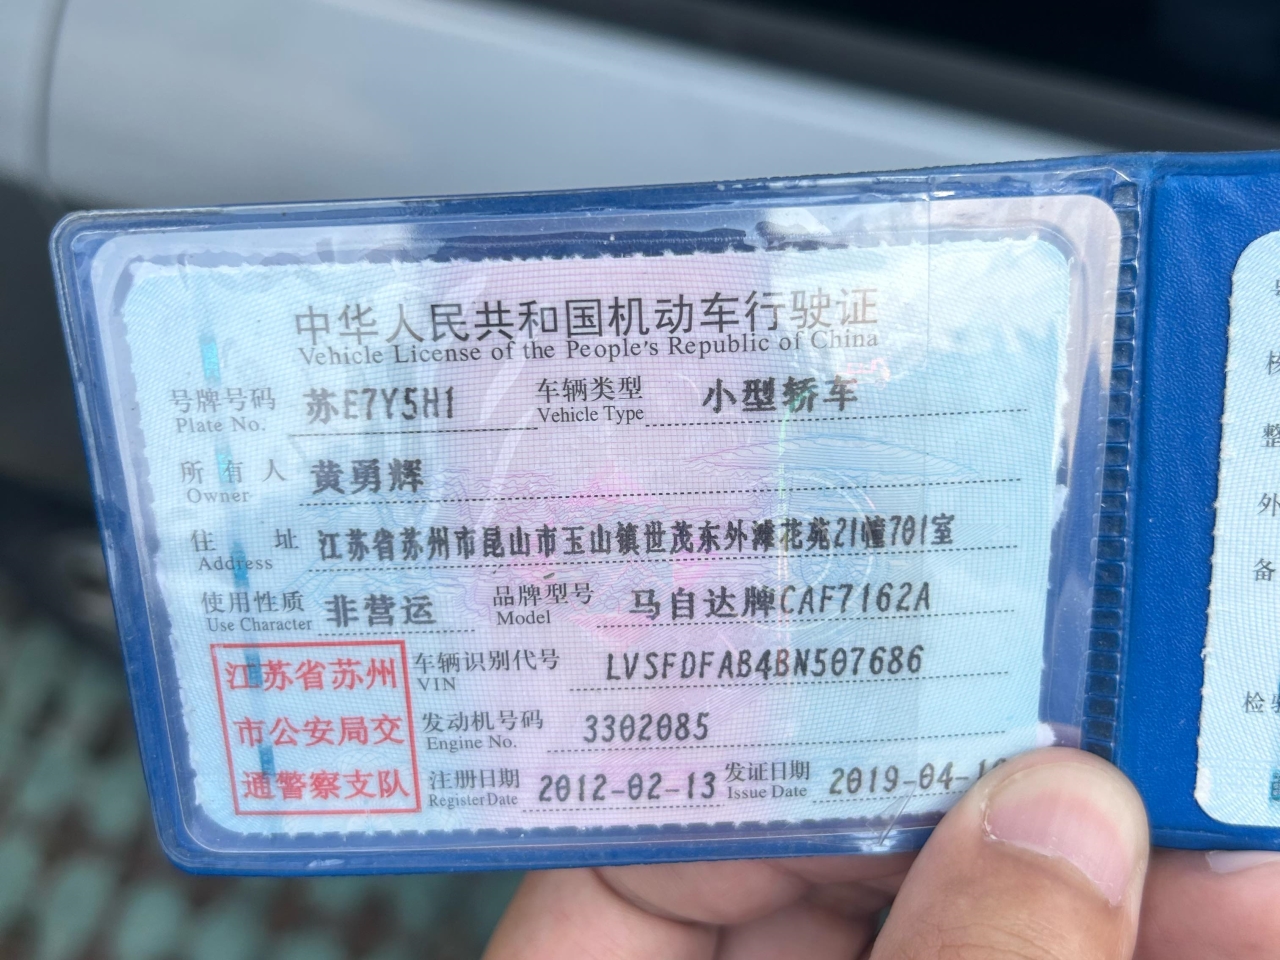 中华人民共和国机动车行驶证
Vehicle License of the People's Republic of China
号牌号码 苏E7Y5H1 车辆类型 小型轿车
Plate No. Vehicle Type
所有人 黄勇辉
Owner
住址 江苏省苏州市昆山市玉山镇世茂东外滩花苑21幢701室
Address
使用性质 非营运 品牌型号 马自达牌CAF7162A
Use Character Model
江苏省苏州
市公安局交
通警察支队
车辆识别代号 LVSFDFAB4BN507686
VIN
发动机号码 3302085
Engine No.
注册日期 2012-02-13 发证日期 2019-04-
Register Date Issue Date
整
外
备
检验